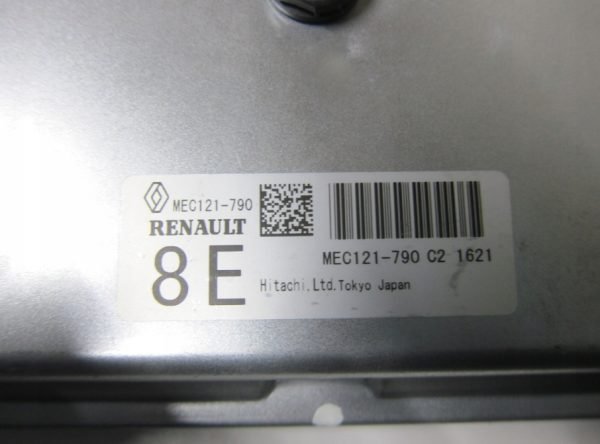 MEC121-790
RENAULT
8E
MEC121-790 C2 1621
Hitachi.Ltd.Tokyo Japan